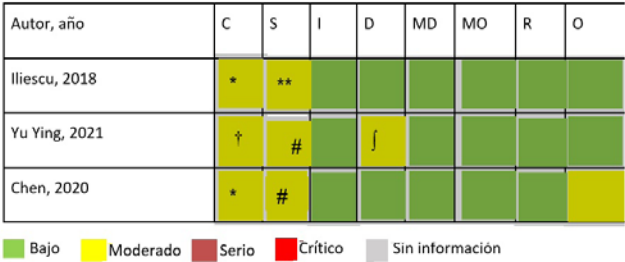 Autor, año C S I D MD MO R O
Iliescu, 2018 * **
Yu Ying, 2021 † # ∫
Chen, 2020 * #
Bajo Moderado Serio Crítico Sin información